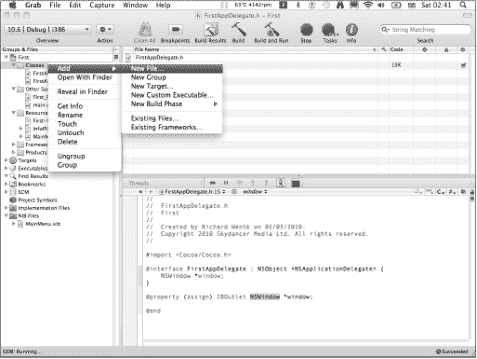 Grab File Edit Capture Window Help 63°C 4142rpm Sat 02:41
FirstAppDelegate.h - First
10.5 | Debug | i386
String Matching
Overview Action Clean All Breakpoints Build Results Build Build and Run Stop Tasks Info Search
Groups & Files File Name Code
First
FirstAppDelegate.h 15K
Classes
Add
New File...
Open With Finder
New Group
New Target...
Other
Reveal in Finder
New Custom Executable...
New Build Phase
Get Info
Rename
Existing Files...
Touch
Existing Frameworks...
Untouch
Delete
Products
Ungroup
Targets
Group
Executables
Find Results
Bookmarks
SCM
Project Symbols
Implementation Files
NIB Files
MainMenu.xib
Threads
FirstAppDelegate.h:15 window
//
// FirstAppDelegate.h
// First
//
// Created by Richard Wentk on 05/05/2010.
// Copyright 2010 Skydancer Media Ltd. All rights reserved.
//
#import <Cocoa/Cocoa.h>
@interface FirstAppDelegate : NSObject <NSApplicationDelegate> {
NSWindow *window;
}
@property (assign) IBOutlet NSWindow *window;
@end
GDB: Running...
Succeeded